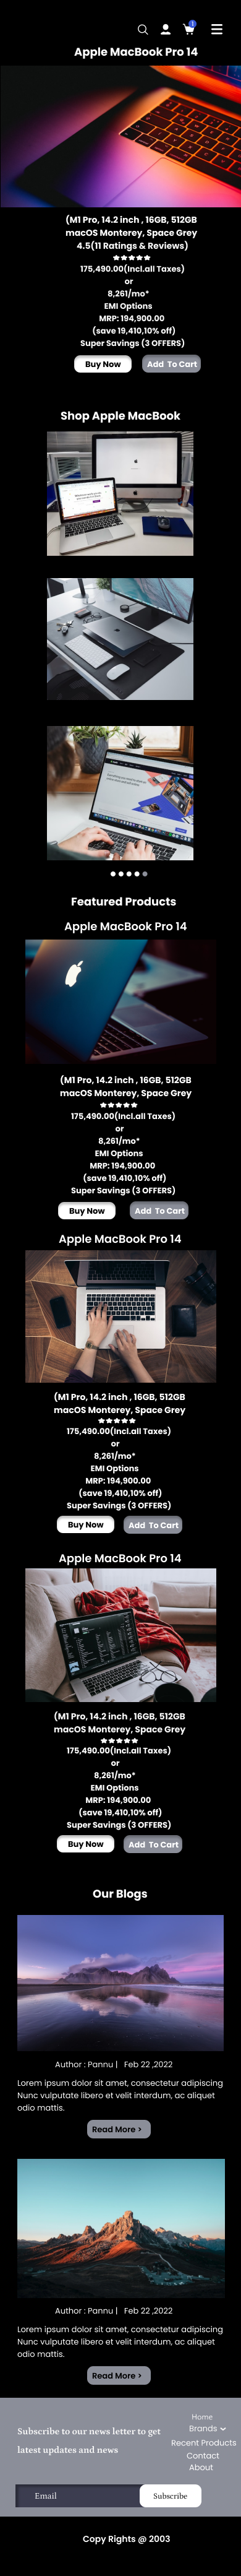 1
Apple MacBook Pro 14
(M1 Pro, 14.2 inch , 16GB, 512GB
macOS Monterey, Space Grey
4.5(11 Ratings & Reviews)
175,490.00(Incl.all Taxes)
or
8,261/mo*
EMI Options
MRP: 194,900.00
(save 19,410,10% off)
Super Savings (3 OFFERS)
Buy Now Add To Cart
Shop Apple MacBook
Featured Products
Apple MacBook Pro 14
(M1 Pro, 14.2 inch , 16GB, 512GB
macOS Monterey, Space Grey
175,490.00(Incl.all Taxes)
or
8,261/mo*
EMI Options
MRP: 194,900.00
(save 19,410,10% off)
Super Savings (3 OFFERS)
Buy Now Add To Cart
Apple MacBook Pro 14
(M1 Pro, 14.2 inch , 16GB, 512GB
macOS Monterey, Space Grey
175,490.00(Incl.all Taxes)
or
8,261/mo*
EMI Options
MRP: 194,900.00
(save 19,410,10% off)
Super Savings (3 OFFERS)
Buy Now Add To Cart
Apple MacBook Pro 14
(M1 Pro, 14.2 inch , 16GB, 512GB
macOS Monterey, Space Grey
175,490.00(Incl.all Taxes)
or
8,261/mo*
EMI Options
MRP: 194,900.00
(save 19,410,10% off)
Super Savings (3 OFFERS)
Buy Now Add To Cart
Our Blogs
Author : Pannu | Feb 22 ,2022
Lorem ipsum dolor sit amet, consectetur adipiscing
Nunc vulputate libero et velit interdum, ac aliquet
odio mattis.
Read More >
Author : Pannu | Feb 22 ,2022
Lorem ipsum dolor sit amet, consectetur adipiscing
Nunc vulputate libero et velit interdum, ac aliquet
odio mattis.
Read More >
Subscribe to our news letter to get
latest updates and news
Home
Brands
Recent Products
Contact
About
Email Subscribe
Copy Rights @ 2003